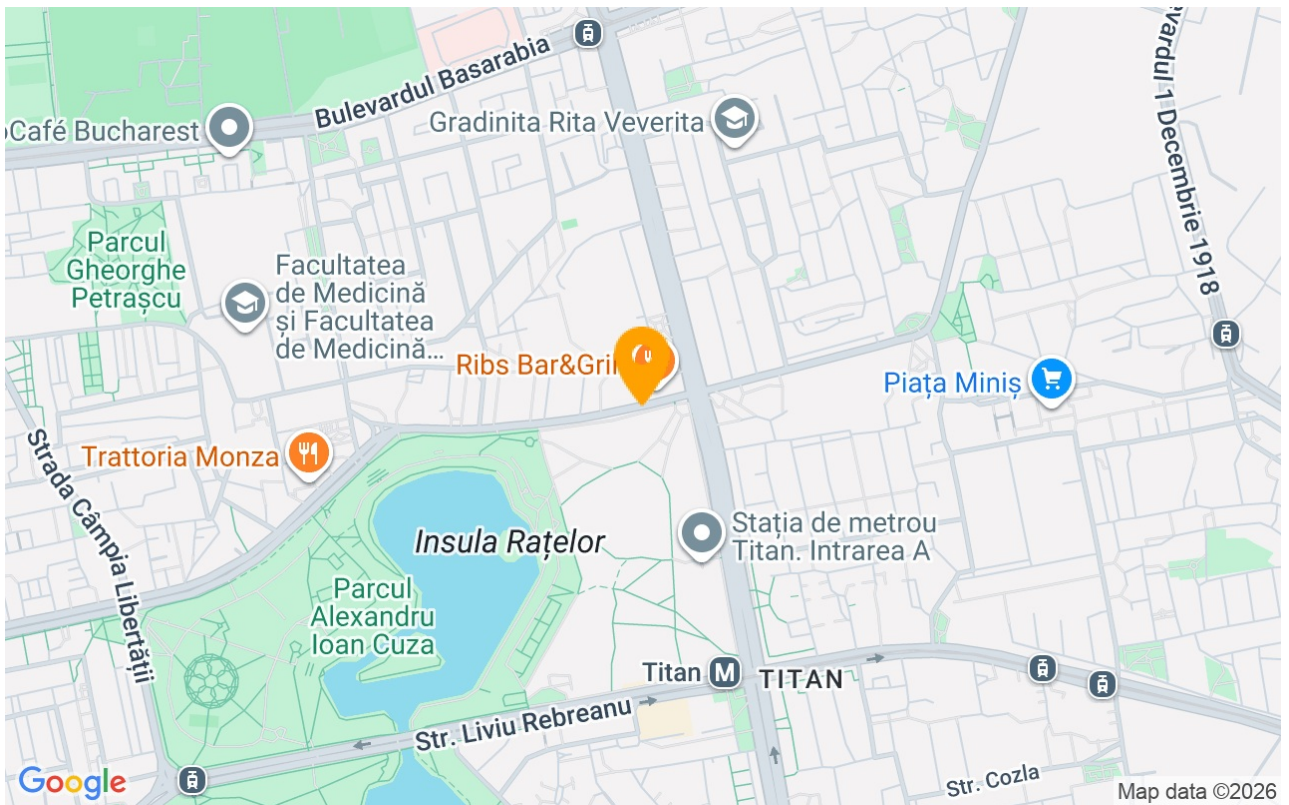 Bulevardul Basarabia
Bulevardul 1 Decembrie 1918
oCafé Bucharest
Gradinita Rita Veverita
Parcul
Gheorghe
Petrașcu
Facultatea
de Medicină
și Facultatea
de Medicină...
Ribs Bar&Gril
Piața Miniș
Trattoria Monza
Strada Câmpia Libertății
Insula Rațelor
Stația de metrou
Titan. Intrarea A
Parcul
Alexandru
Ioan Cuza
Titan M
TITAN
Str. Liviu Rebreanu
Str. Cozla
Google
Map data ©2026